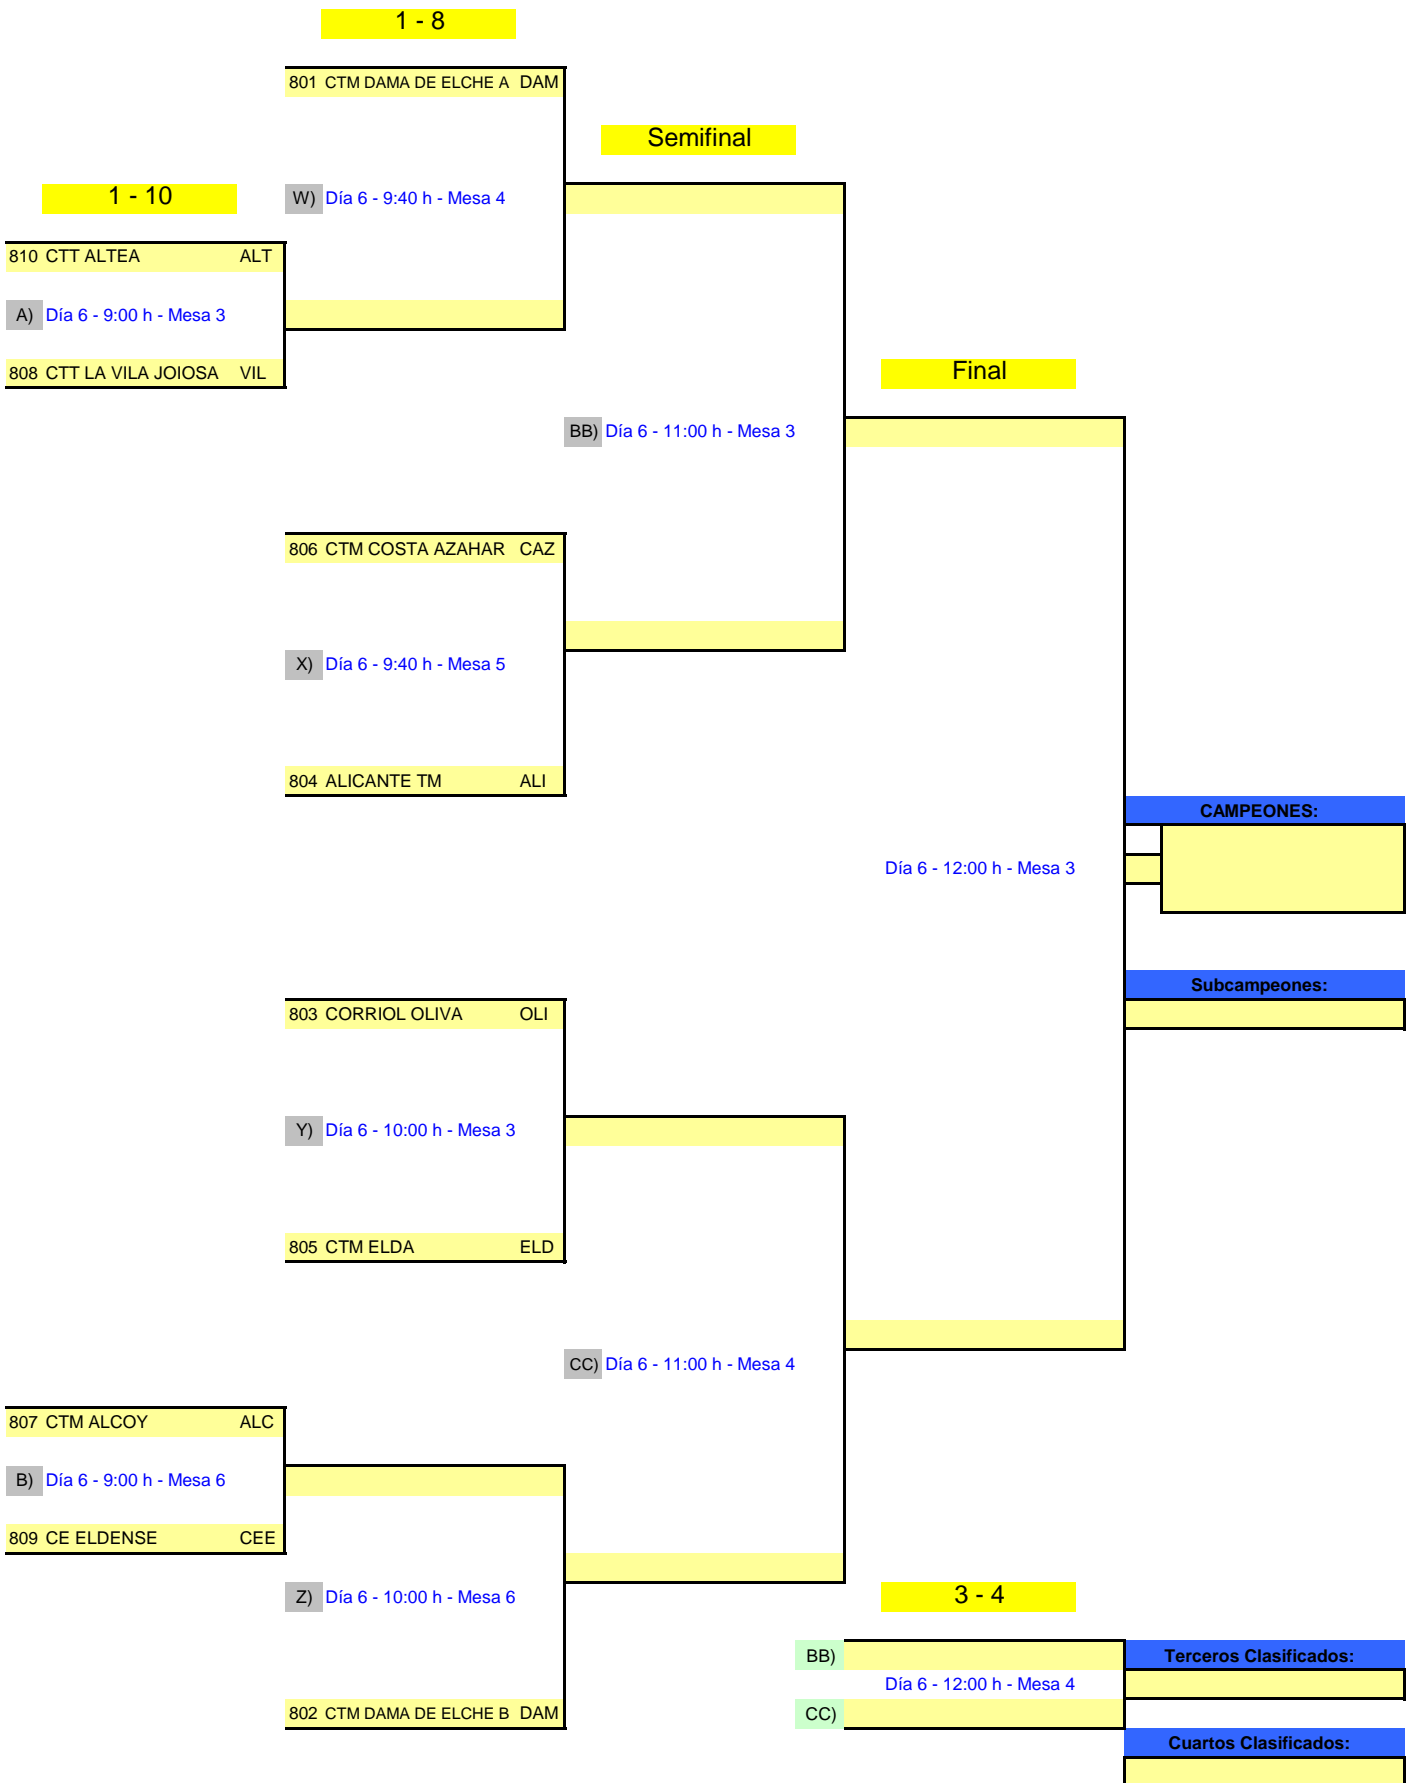 1 - 8
801 CTM DAMA DE ELCHE A DAM
Semifinal
1 - 10
W) Día 6 - 9:40 h - Mesa 4
810 CTT ALTEA ALT
A) Día 6 - 9:00 h - Mesa 3
808 CTT LA VILA JOIOSA VIL
Final
BB) Día 6 - 11:00 h - Mesa 3
806 CTM COSTA AZAHAR CAZ
X) Día 6 - 9:40 h - Mesa 5
804 ALICANTE TM ALI
CAMPEONES:
Día 6 - 12:00 h - Mesa 3
Subcampeones:
803 CORRIOL OLIVA OLI
Y) Día 6 - 10:00 h - Mesa 3
805 CTM ELDA ELD
CC) Día 6 - 11:00 h - Mesa 4
807 CTM ALCOY ALC
B) Día 6 - 9:00 h - Mesa 6
809 CE ELDENSE CEE
Z) Día 6 - 10:00 h - Mesa 6
3 - 4
BB)
Terceros Clasificados:
Día 6 - 12:00 h - Mesa 4
802 CTM DAMA DE ELCHE B DAM
CC)
Cuartos Clasificados: